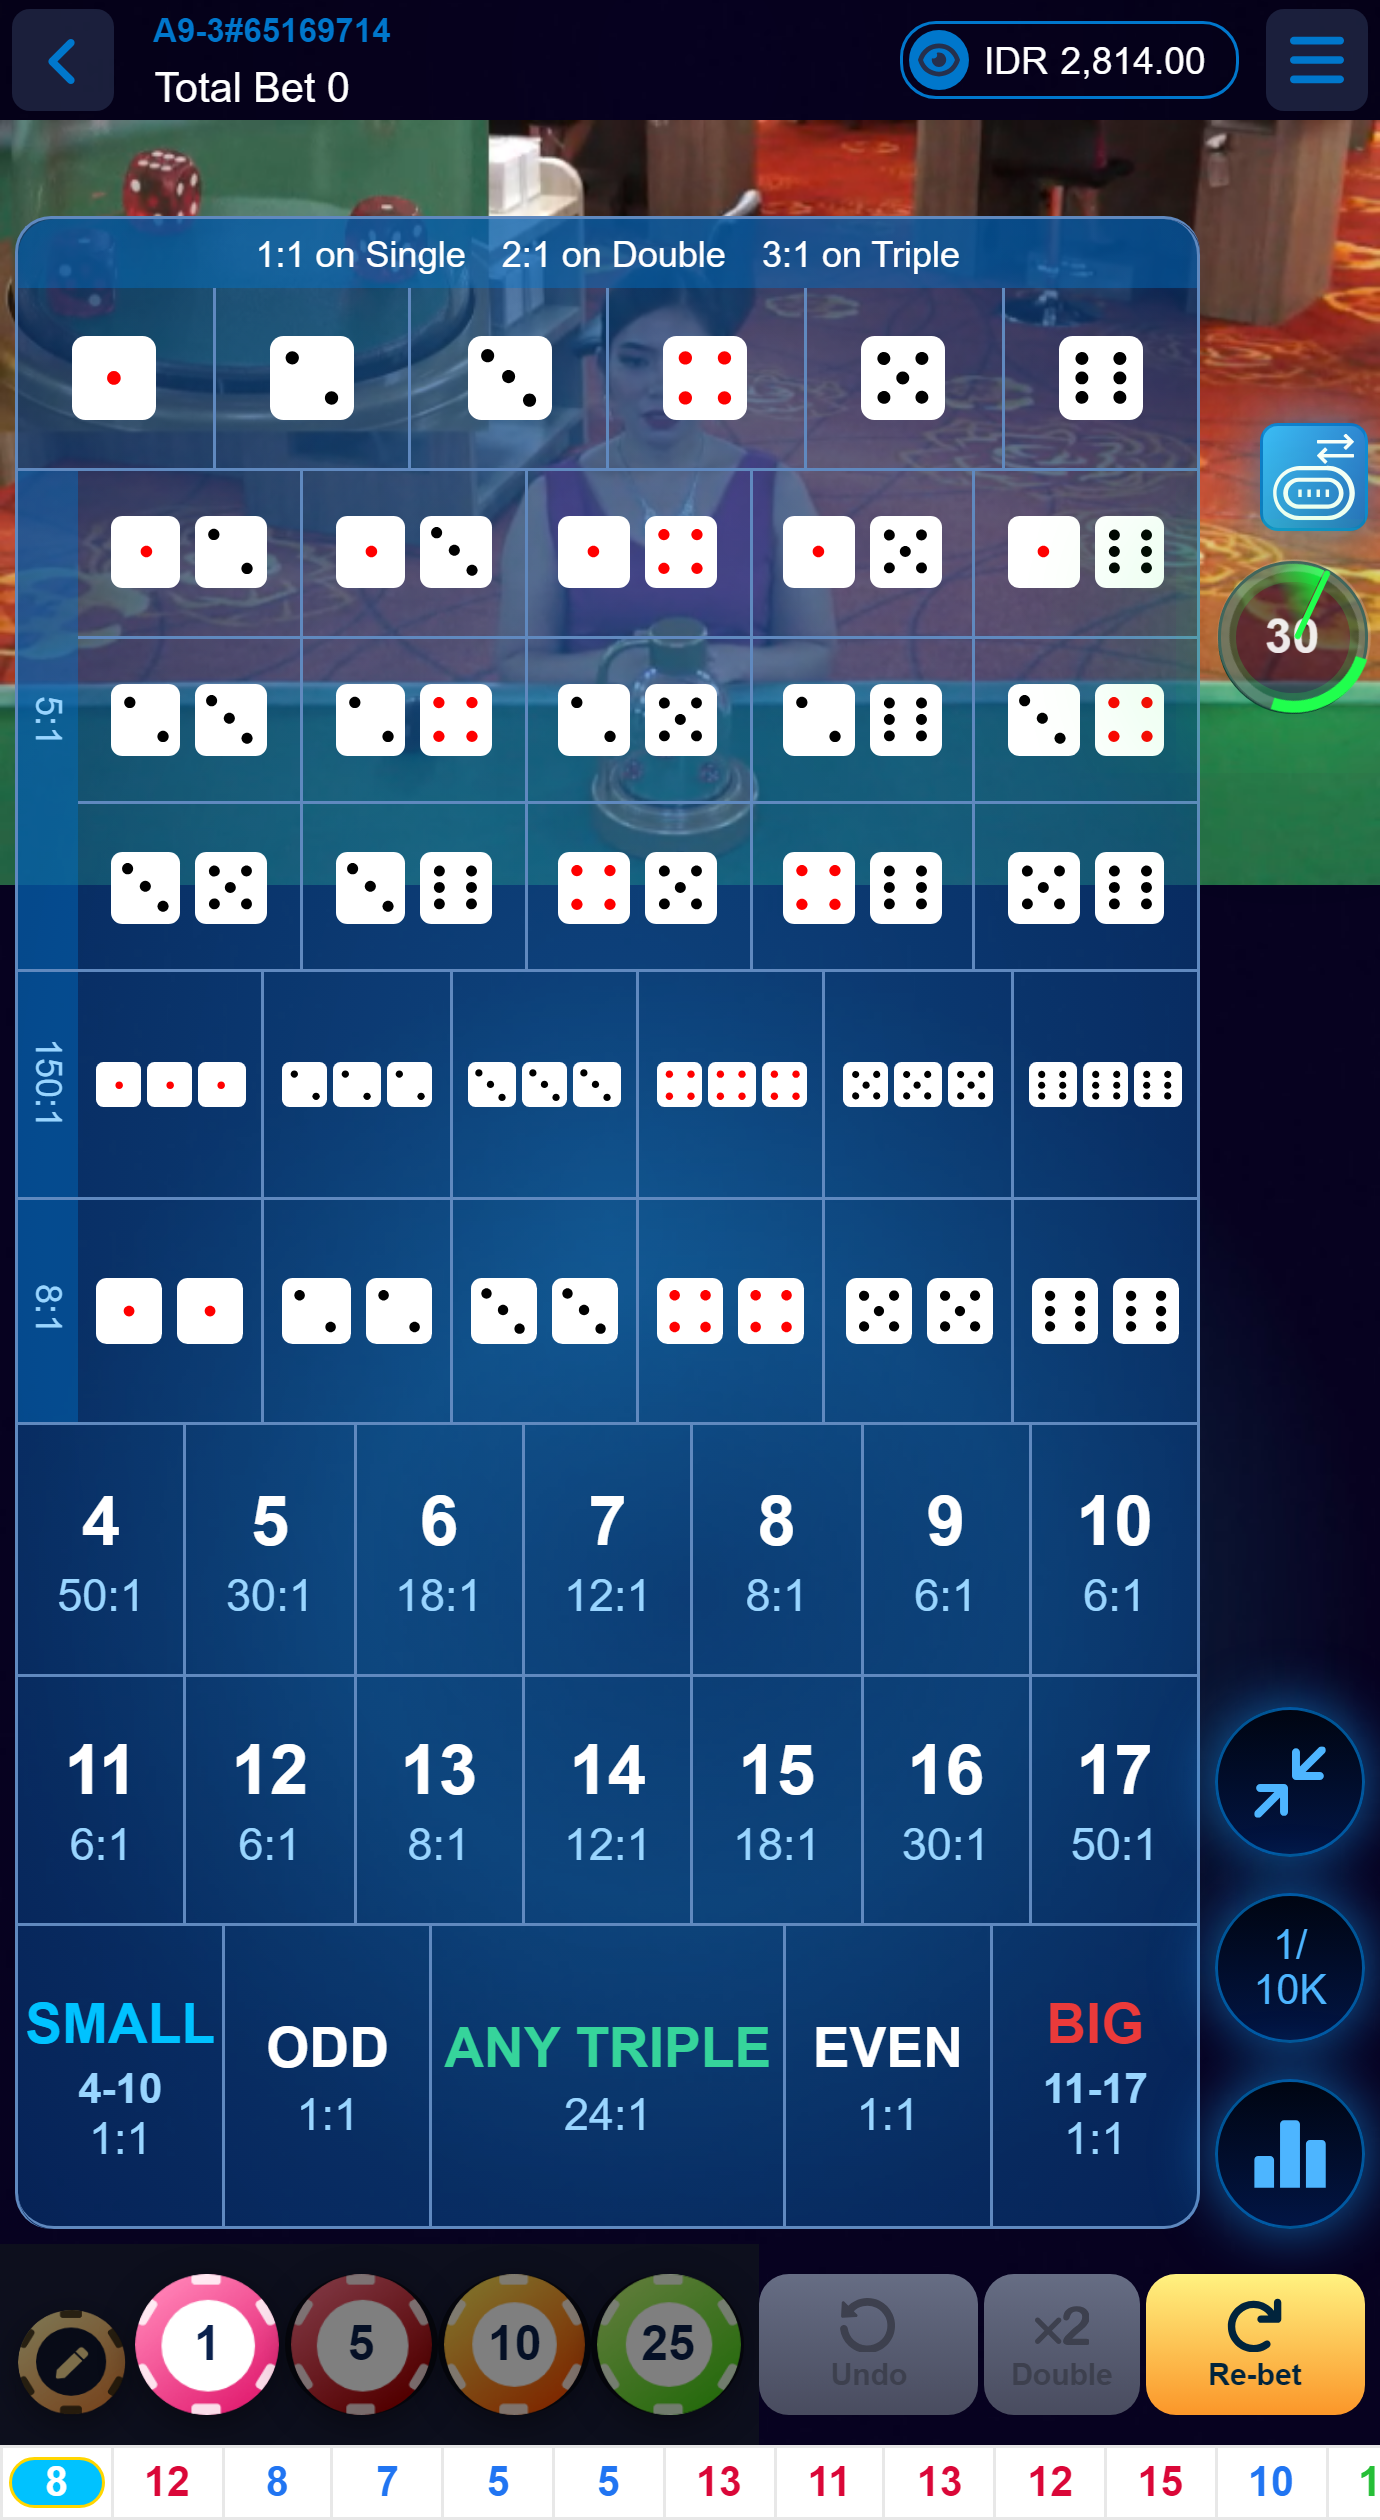 A9-3#65169714
Total Bet 0
IDR 2,814.00
1:1 on Single 2:1 on Double 3:1 on Triple
30
5:1
150:1
8:1
4 5 6 7 8 9 10
50:1 30:1 18:1 12:1 8:1 6:1 6:1
11 12 13 14 15 16 17
6:1 6:1 8:1 12:1 18:1 30:1 50:1
1/
10K
SMALL
4-10
1:1
ODD
1:1
ANY TRIPLE
24:1
EVEN
1:1
BIG
11-17
1:1
1 5 10 25
Undo
x2
Double
Re-bet
8 12 8 7 5 5 13 11 13 12 15 10 1